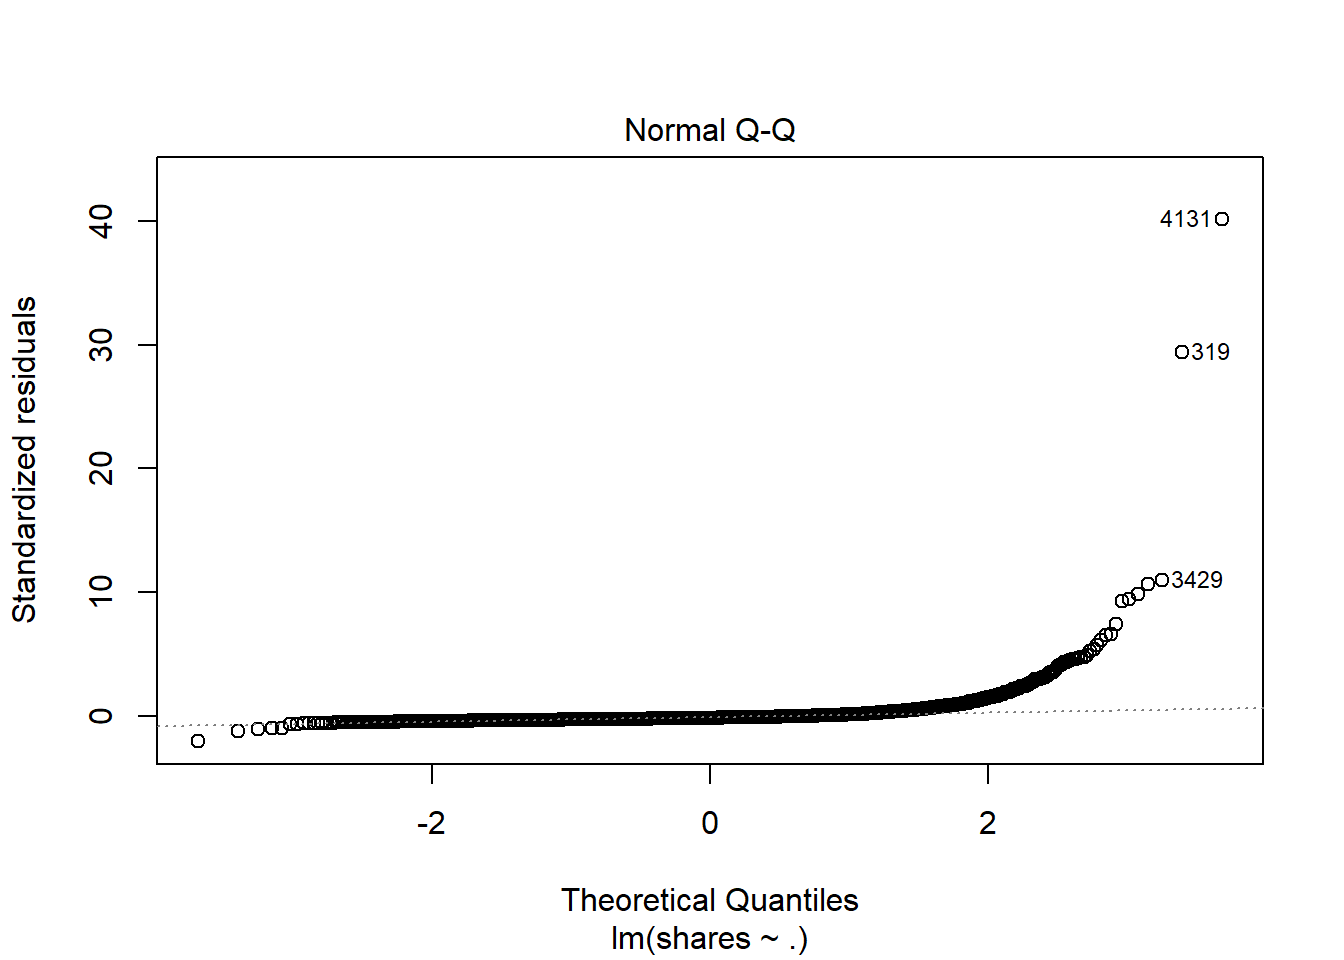 Normal Q-Q
Standardized residuals
40
30
20
10
0
4131
319
3429
-2
0
2
Theoretical Quantiles
lm(shares ~ .)